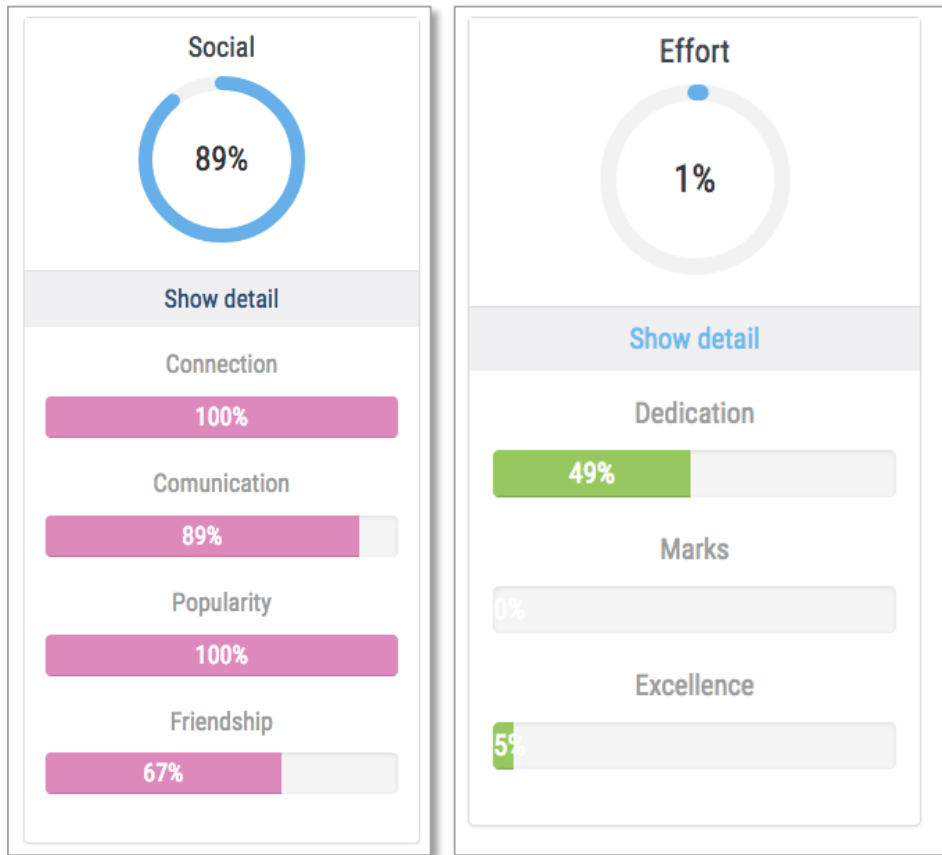 Social
89%
Show detail
Connection
100%
Comunication
89%
Popularity
100%
Friendship
67%
Effort
1%
Show detail
Dedication
49%
Marks
0%
Excellence
5%